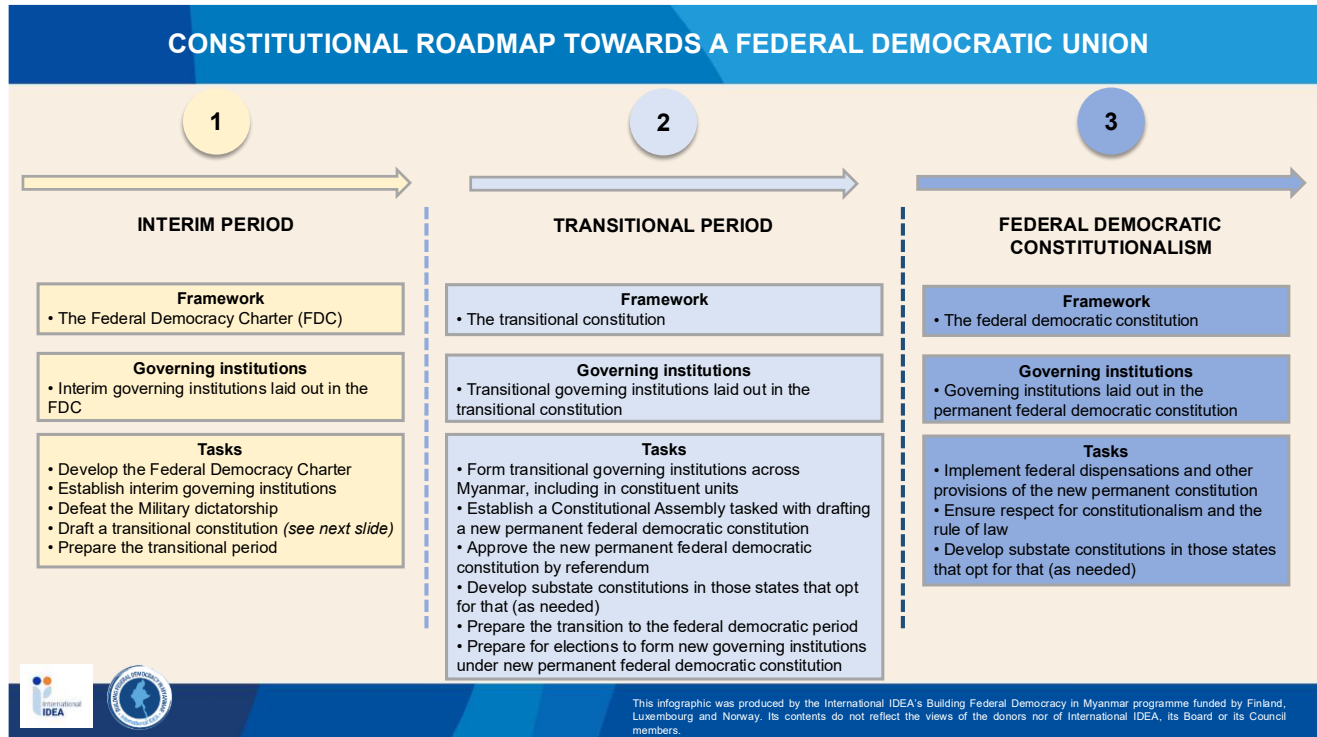 CONSTITUTIONAL ROADMAP TOWARDS A FEDERAL DEMOCRATIC UNION
1
INTERIM PERIOD
Framework
• The Federal Democracy Charter (FDC)
Governing institutions
• Interim governing institutions laid out in the
FDC
Tasks
• Develop the Federal Democracy Charter
• Establish interim governing institutions
• Defeat the Military dictatorship
• Draft a transitional constitution (see next slide)
• Prepare the transitional period
2
TRANSITIONAL PERIOD
Framework
• The transitional constitution
Governing institutions
• Transitional governing institutions laid out in the
transitional constitution
Tasks
• Form transitional governing institutions across
Myanmar, including in constituent units
• Establish a Constitutional Assembly tasked with drafting
a new permanent federal democratic constitution
• Approve the new permanent federal democratic
constitution by referendum
• Develop substate constitutions in those states that opt
for that (as needed)
• Prepare the transition to the federal democratic period
• Prepare for elections to form new governing institutions
under new permanent federal democratic constitution
3
FEDERAL DEMOCRATIC
CONSTITUTIONALISM
Framework
• The federal democratic constitution
Governing institutions
• Governing institutions laid out in the
permanent federal democratic constitution
Tasks
• Implement federal dispensations and other
provisions of the new permanent constitution
• Ensure respect for constitutionalism and the
rule of law
• Develop substate constitutions in those states
that opt for that (as needed)
International
IDEA
BUILDING FEDERAL DEMOCRACY IN MYANMAR
International IDEA
This infographic was produced by the International IDEA's Building Federal Democracy in Myanmar programme funded by Finland,
Luxembourg and Norway. Its contents do not reflect the views of the donors nor of International IDEA, its Board or its Council
members.